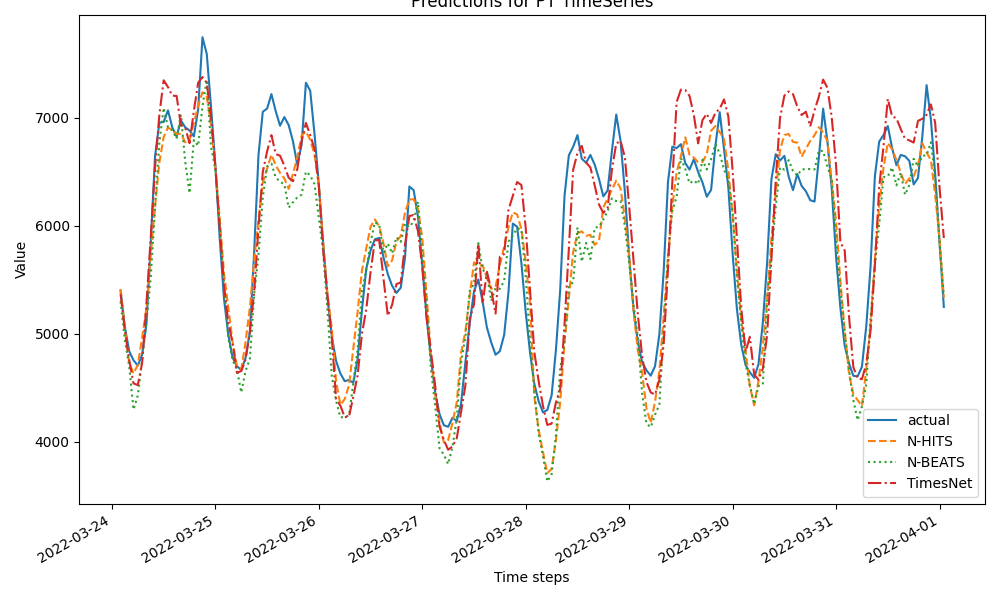 Predictions for PT TimeSeries
Value
7000
6000
5000
4000
actual
N-HITS
N-BEATS
TimesNet
2022-03-24
2022-03-25
2022-03-26
2022-03-27
2022-03-28
2022-03-29
2022-03-30
2022-03-31
2022-04-01
Time steps